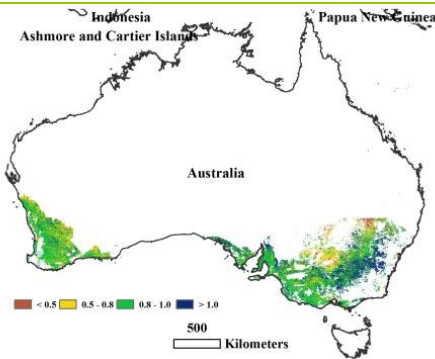 Indonesia Papua New Guinea
Ashmore and Cartier Islands
Australia
< 0.5 0.5 - 0.8 0.8 - 1.0 > 1.0
500
Kilometers